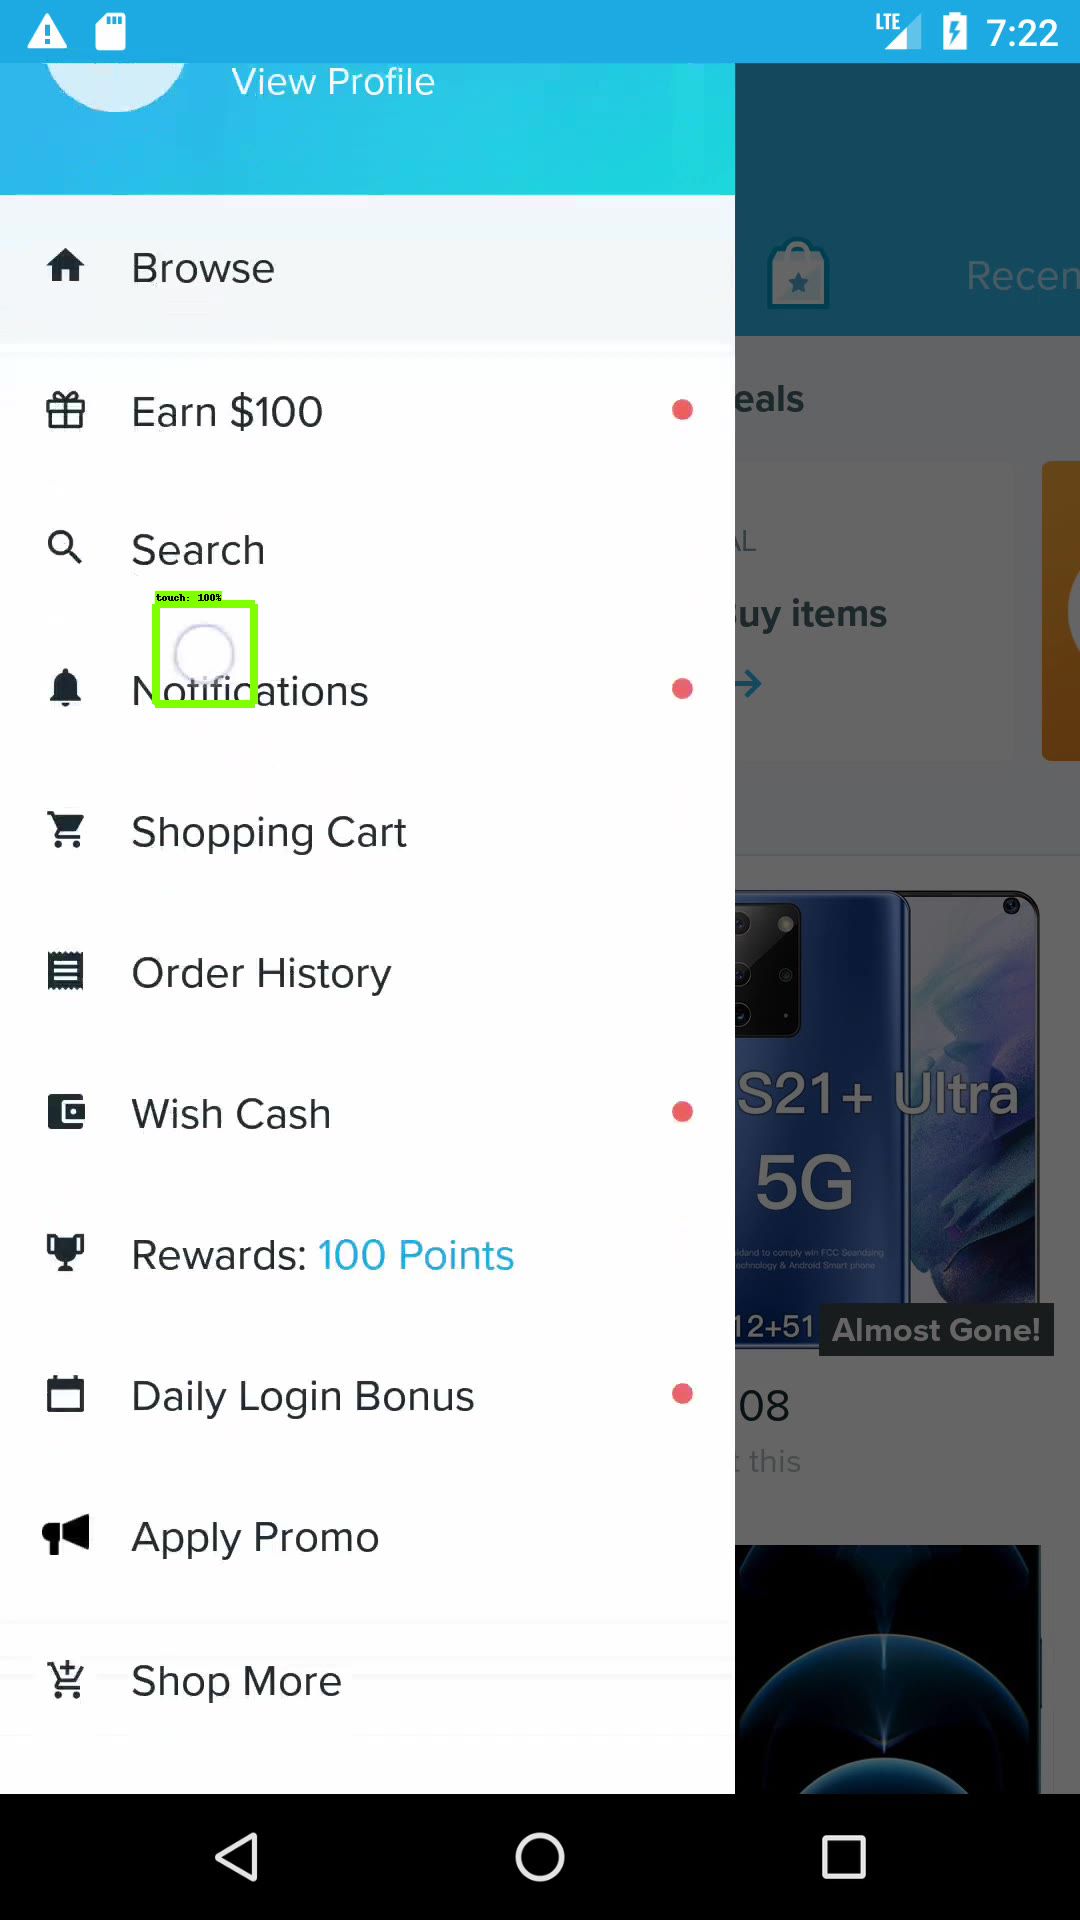 LTE 7:22
View Profile
Browse
Recen
Earn $100
eals
Search
AL
touch: 100%
uy items
Notifications
Shopping Cart
Order History
Wish Cash
S21+ Ultra
5G
Rewards: 100 Points
12+51
Almost Gone!
Daily Login Bonus
08
t this
Apply Promo
Shop More